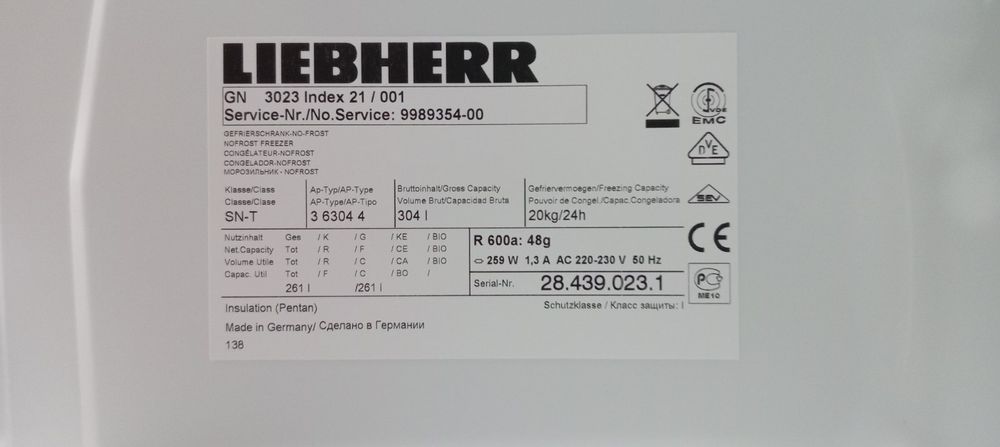 LIEBHERR
GN 3023 Index 21 / 001
Service-Nr./No.Service: 9989354-00
GEFRIERSCHRANK-NO-FROST
NOFROST FREEZER
CONGÉLATEUR-NOFROST
CONGELADOR-NOFROST
МОРОЗИЛЬНИК - NOFROST
VDE
EMC
DVE
SEV
Klasse/Class Ap-Typ/AP-Type Bruttoinhalt/Gross Capacity Gefriervermoegen/Freezing Capacity
Classe/Clase AP-Type/AP-Tipo Volume Brut/Capacidad Bruta Pouvoir de Congel./Capac.Congeladora
SN-T 3 6304 4 304 l 20kg/24h
Nutzinhalt Ges / K / G / KE / BIO
Net.Capacity Tot / R / F / CE / BIO
Volume Utile Tot / R / C / CA / BIO
Capac. Util Tot / F / C / BO /
261 l /261 l
R 600a: 48g
259 W 1,3 A AC 220-230 V 50 Hz
Serial-Nr. 28.439.023.1
CE
PC
ME10
Insulation (Pentan) Schutzklasse / Класс защиты: I
Made in Germany/ Сделано в Германии
138